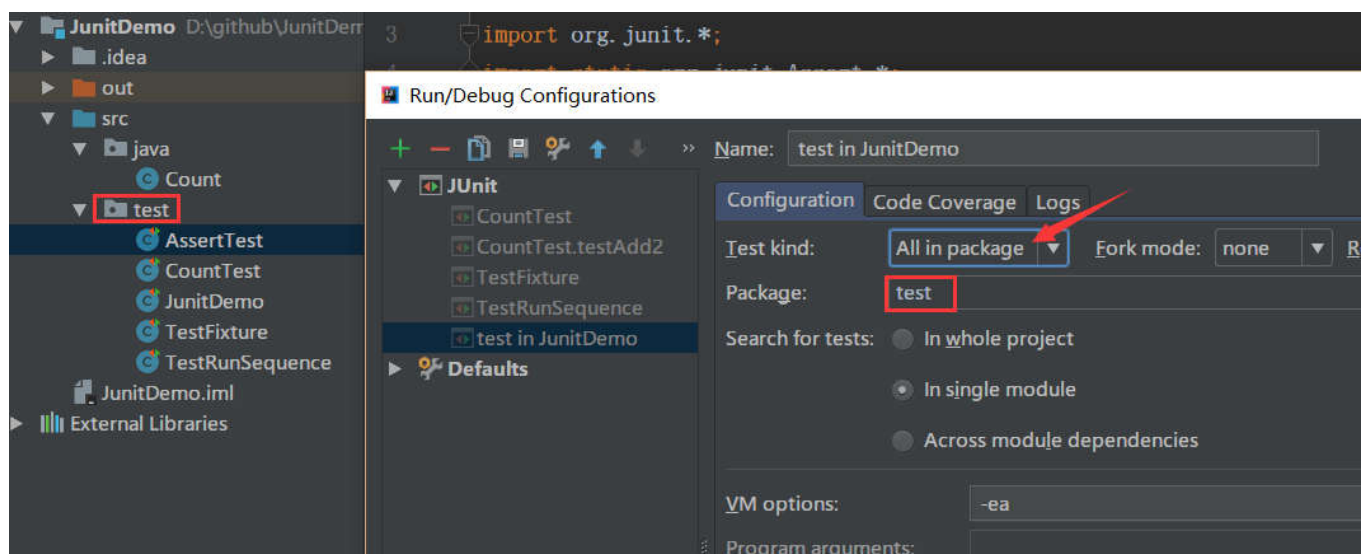 JunitDemo D:\github\JunitDem
.idea
out
src
java
Count
test
AssertTest
CountTest
JunitDemo
TestFixture
TestRunSequence
JunitDemo.iml
External Libraries
3 import org.junit.*;
Run/Debug Configurations
Name: test in JunitDemo
JUnit
CountTest
CountTest.testAdd2
TestFixture
TestRunSequence
test in JunitDemo
Defaults
Configuration Code Coverage Logs
Test kind: All in package Fork mode: none R
Package: test
Search for tests: In whole project
In single module
Across module dependencies
VM options: -ea
Program arguments: